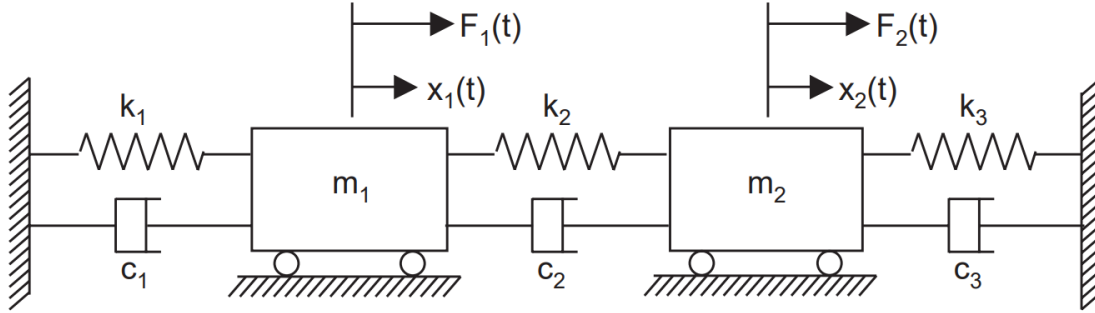 F₁(t) F₂(t)
x₁(t) x₂(t)
k₁ k₂ k₃
m₁ m₂
c₁ c₂ c₃